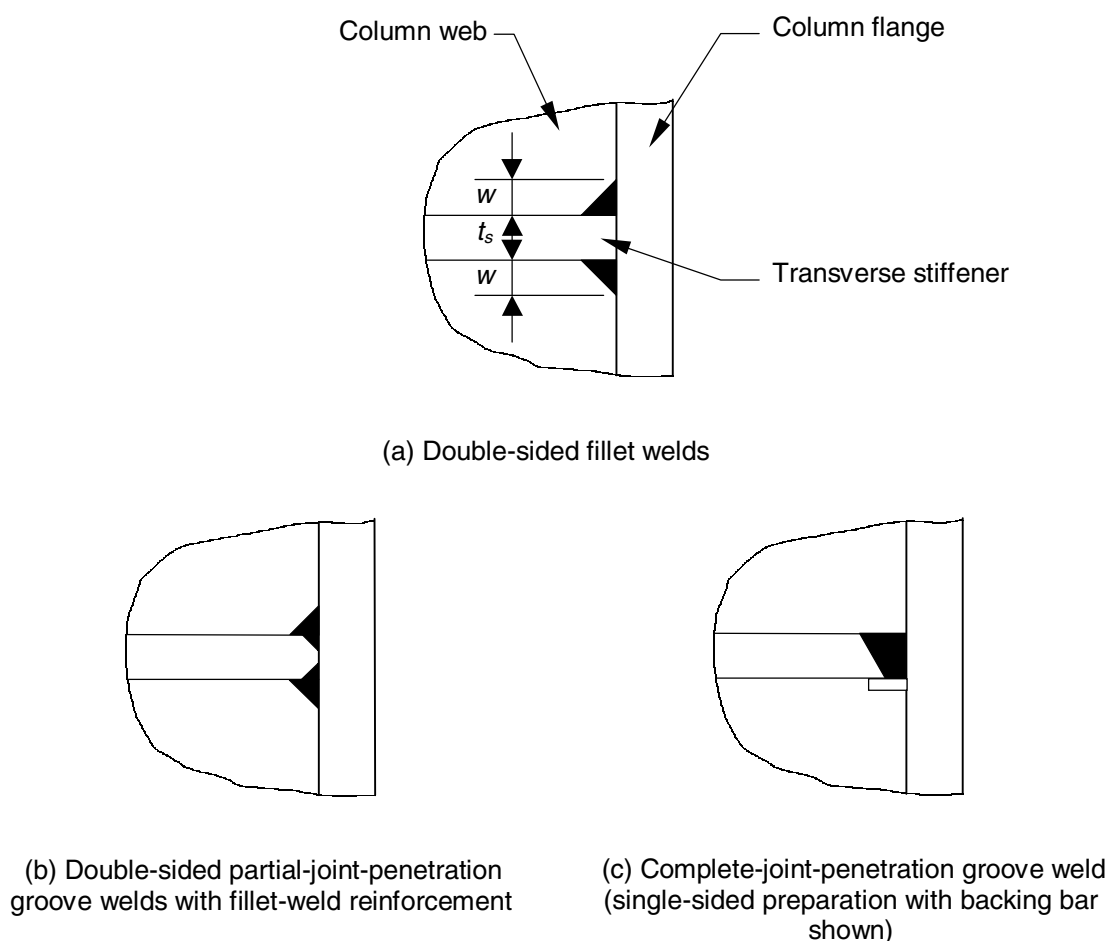 Column web
Column flange
w
tₛ
w
Transverse stiffener
(a) Double-sided fillet welds
(b) Double-sided partial-joint-penetration
groove welds with fillet-weld reinforcement
(c) Complete-joint-penetration groove weld
(single-sided preparation with backing bar
shown)